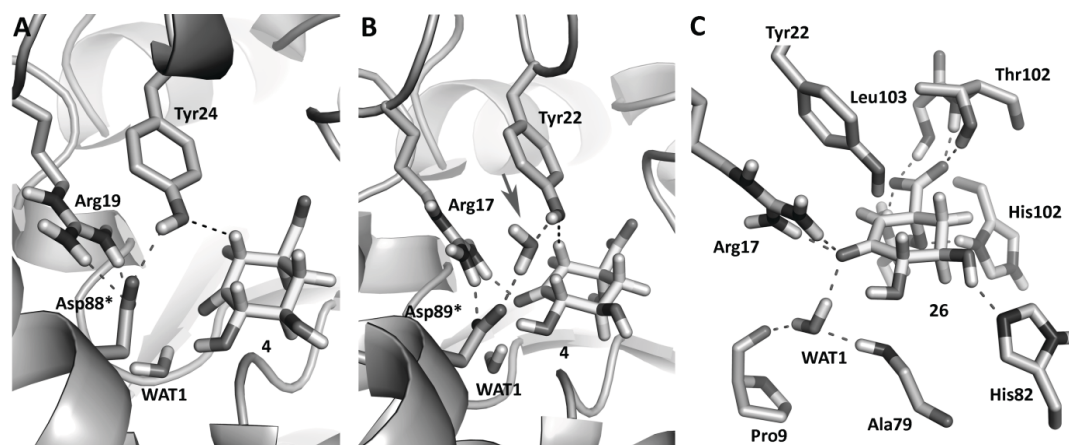 A
Tyr24
Arg19
Asp88*
4
WAT1
B
Tyr22
Arg17
Asp89*
4
WAT1
C
Tyr22
Thr102
Leu103
His102
Arg17
26
WAT1
His82
Ala79
Pro9